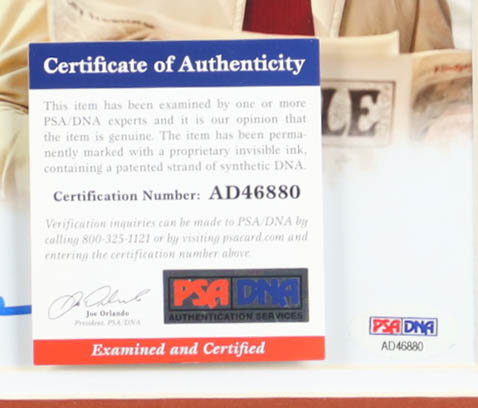 Certificate of Authenticity
This item has been examined by one or more
PSA/DNA experts and it is our opinion that
the item is genuine. The item has been perma-
nently marked with a proprietary invisible ink,
containing a patented strand of synthetic DNA.
Certification Number: AD46880
Verification inquiries can be made to PSA/DNA by
calling 800-325-1121 or by visiting psacard.com and
entering the certification number above.
Joe Orlando
President, PSA/DNA
PSA DNA
AUTHENTICATION SERVICES
Examined and Certified
LE
PSA DNA
AD46880